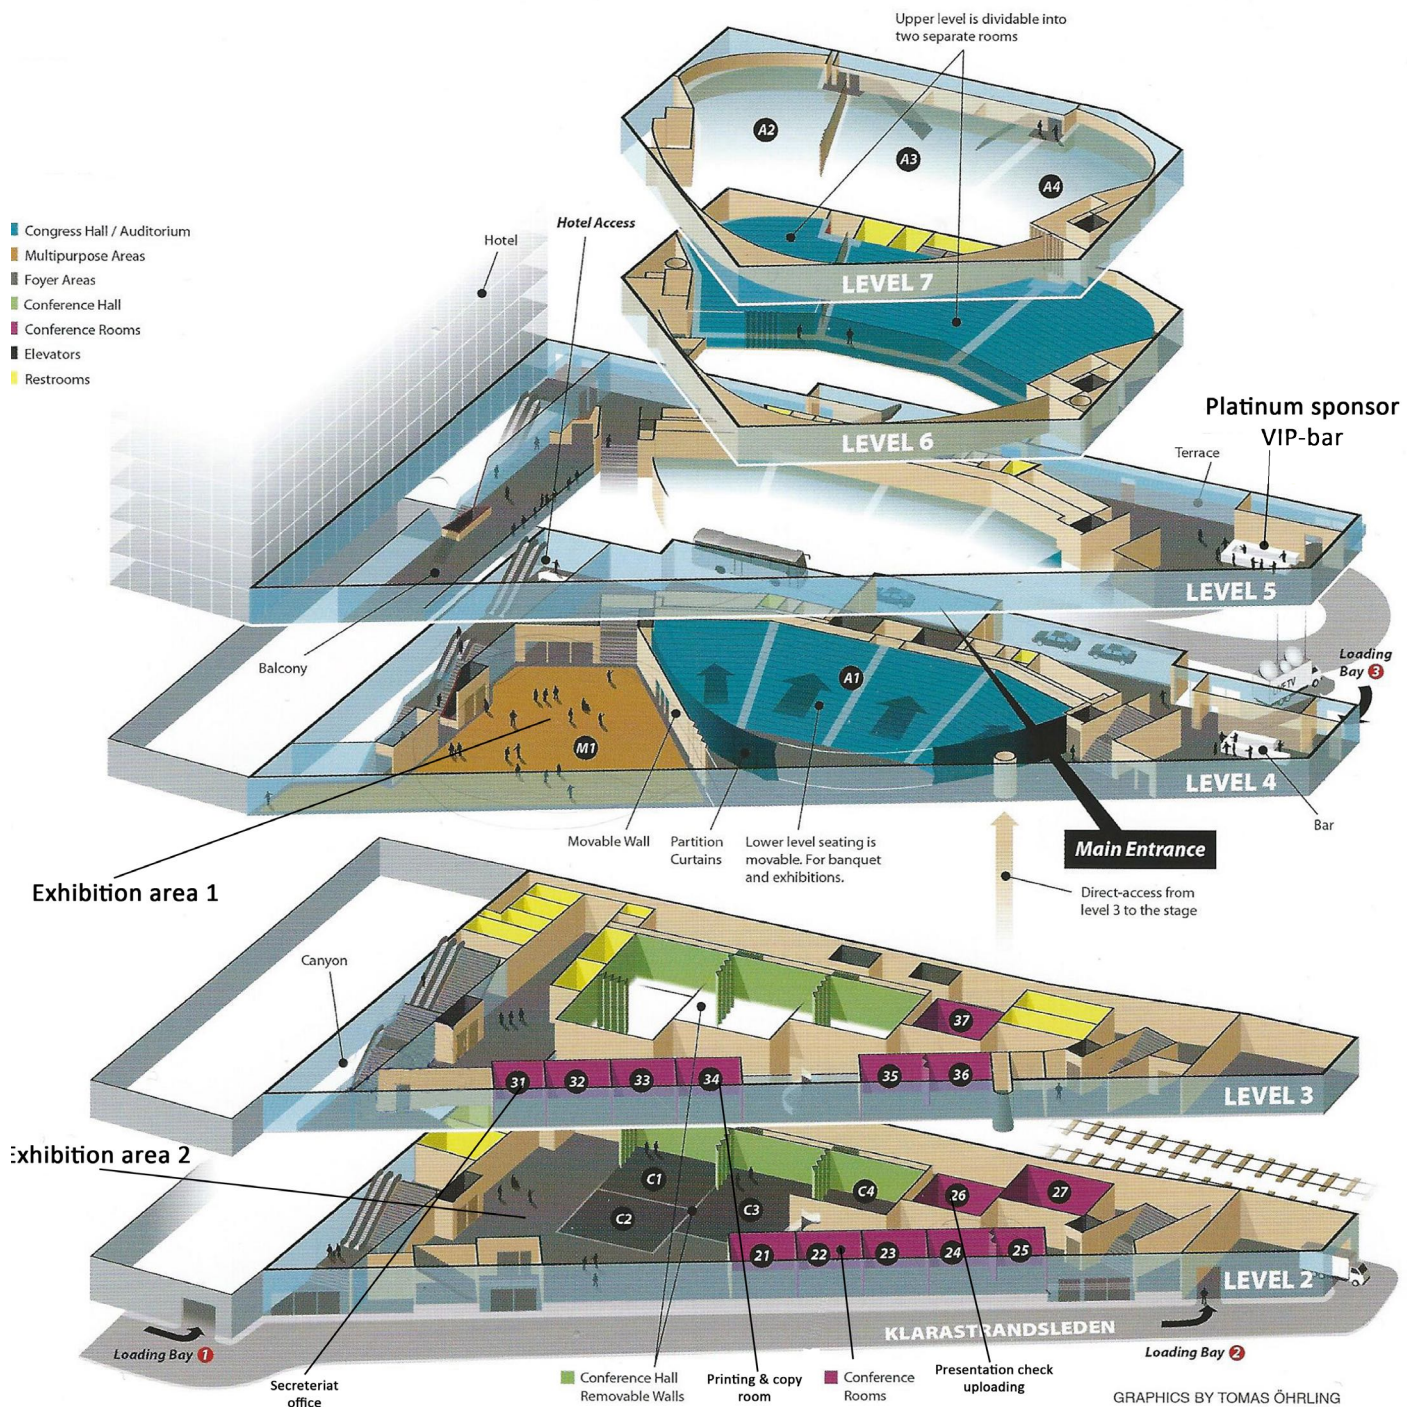 Upper level is dividable into
two separate rooms
A2
A3
A4
Congress Hall / Auditorium
Multipurpose Areas
Foyer Areas
Conference Hall
Conference Rooms
Elevators
Restrooms
Hotel
Hotel Access
LEVEL 7
LEVEL 6
Platinum sponsor
VIP-bar
Terrace
LEVEL 5
Balcony
Loading
Bay 3
LIVE TV
A1
M1
LEVEL 4
Bar
Movable Wall
Partition
Curtains
Lower level seating is
movable. For banquet
and exhibitions.
Main Entrance
Exhibition area 1
Direct-access from
level 3 to the stage
Canyon
37
31
32
33
34
35
36
LEVEL 3
Exhibition area 2
C1
C2
C3
C4
26
27
21
22
23
24
25
LEVEL 2
KLARASTRANDSLEDEN
Loading Bay 1
Loading Bay 2
Secreteriat
office
Conference Hall
Removable Walls
Printing & copy
room
Conference
Rooms
Presentation check
uploading
GRAPHICS BY TOMAS ÖHRLING